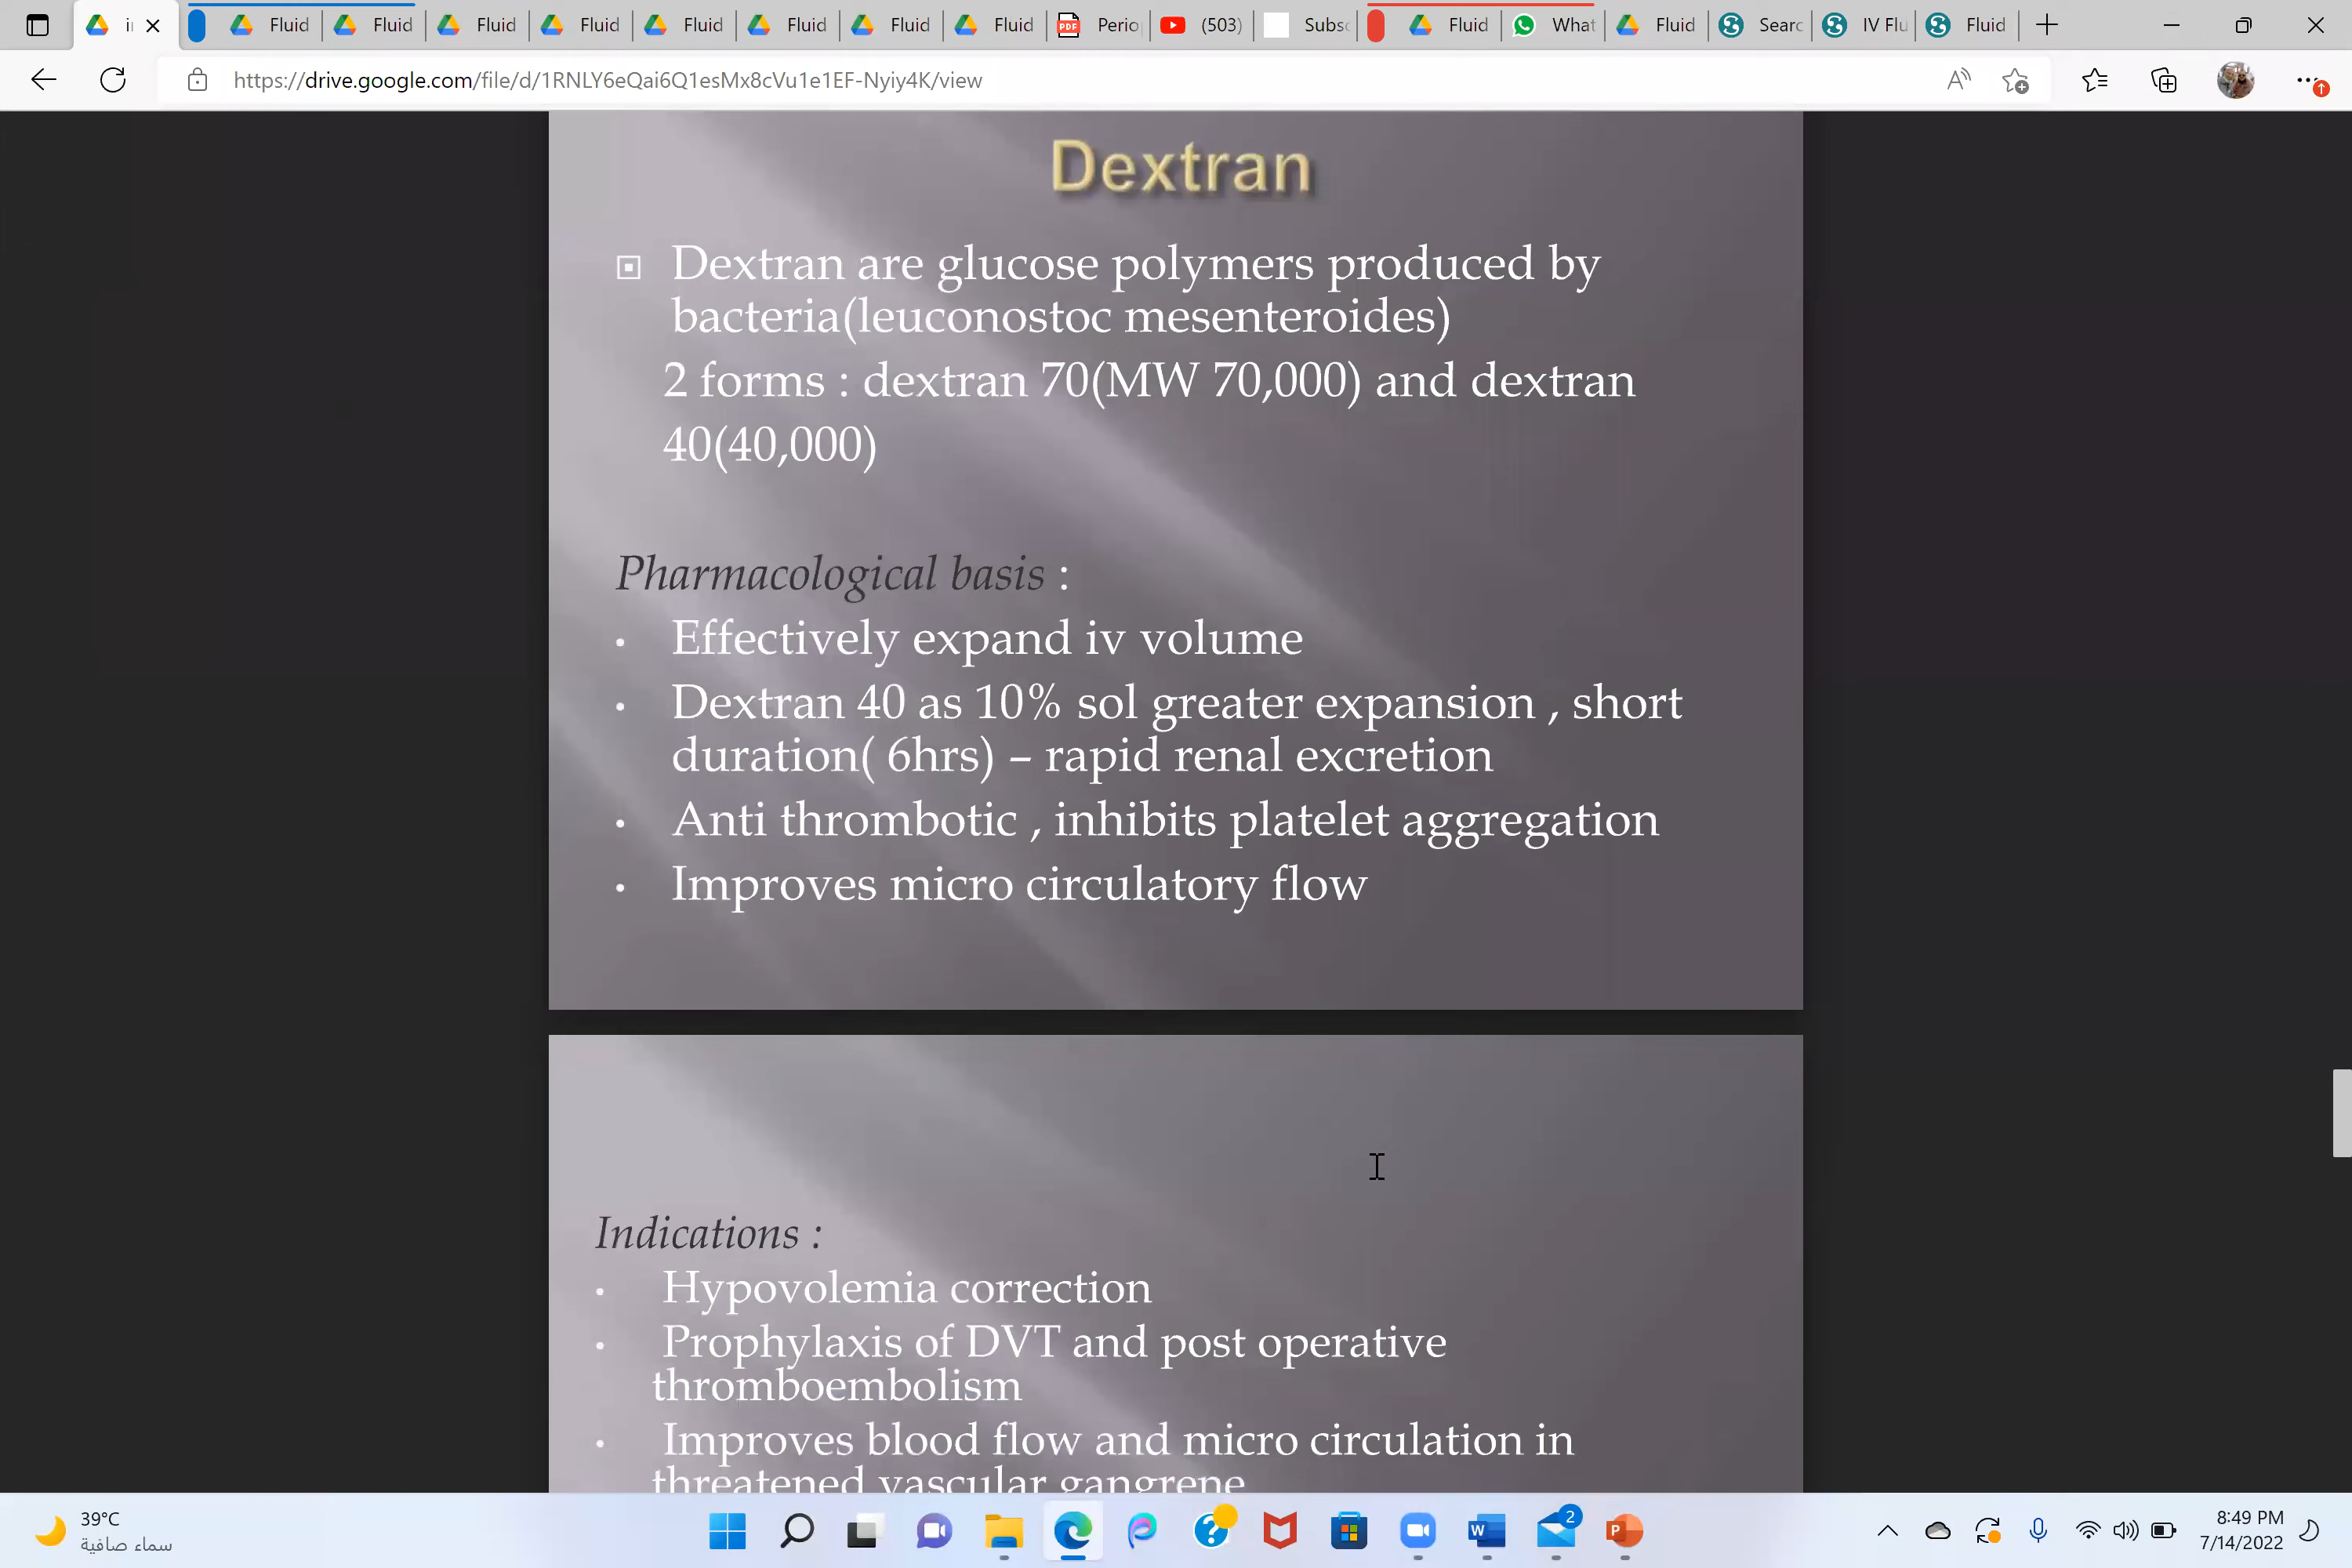 Fluid
Fluid
Fluid
Fluid
Fluid
Fluid
Fluid
Fluid
Perio
(503)
Subsc
Fluid
What
Fluid
Searc
IV Flu
Fluid
https://drive.google.com/file/d/1RNLY6eQai6Q1esMx8cVu1e1EF-Nyiy4K/view
Dextran
Dextran are glucose polymers produced by
bacteria(leuconostoc mesenteroides)
2 forms : dextran 70(MW 70,000) and dextran
40(40,000)
Pharmacological basis :
• Effectively expand iv volume
• Dextran 40 as 10% sol greater expansion , short
duration( 6hrs) – rapid renal excretion
• Anti thrombotic , inhibits platelet aggregation
• Improves micro circulatory flow
Indications :
• Hypovolemia correction
• Prophylaxis of DVT and post operative
thromboembolism
• Improves blood flow and micro circulation in
threatened vascular gangrene
39°C
سماء صافية
2
8:49 PM
7/14/2022